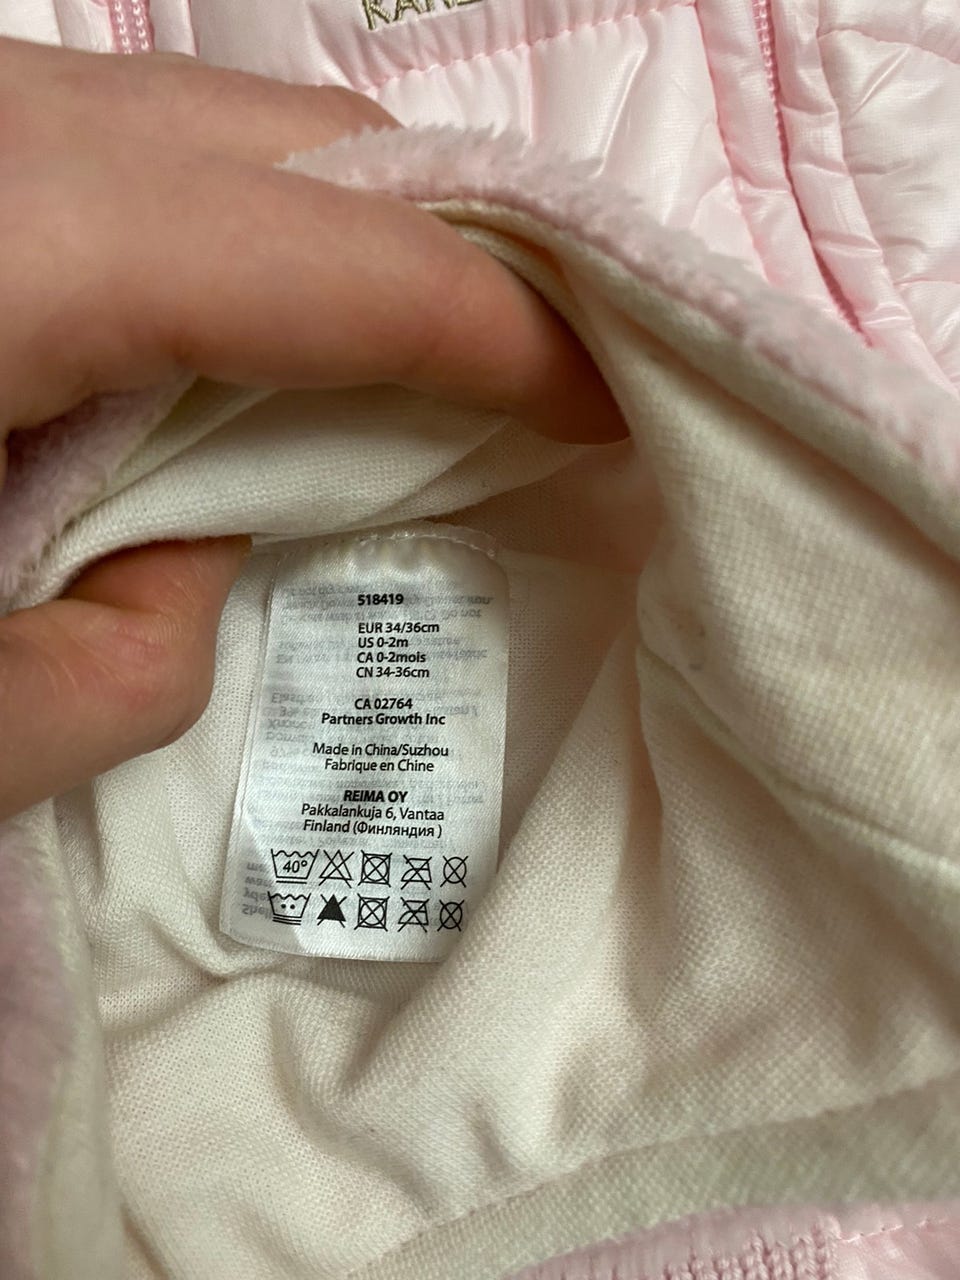 518419
EUR 34/36cm
US 0-2m
CA 0-2mois
CN 34-36cm
CA 02764
Partners Growth Inc
Made in China/Suzhou
Fabrique en Chine
REIMA OY
Pakkalankuja 6, Vantaa
Finland (Финляндия )
40°